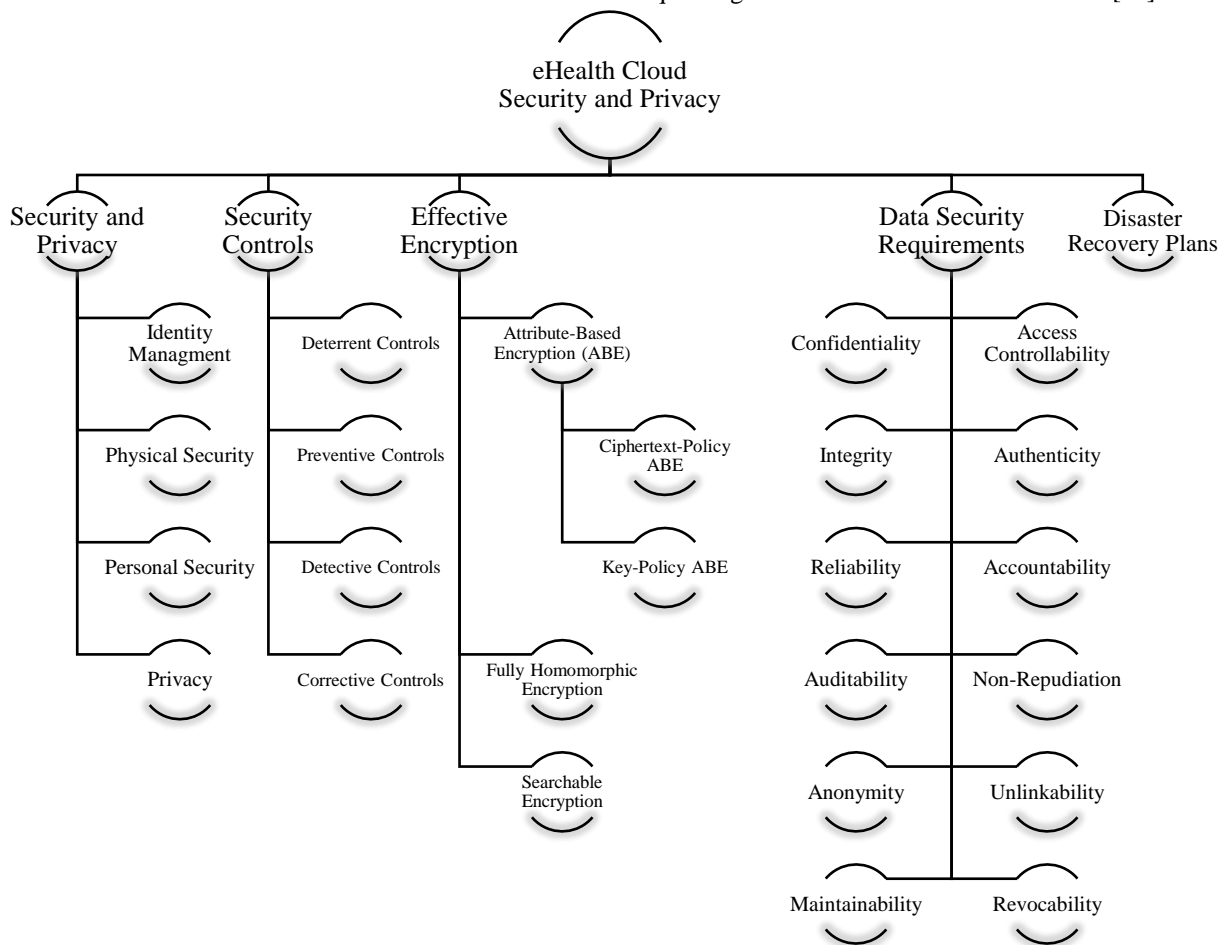 eHealth Cloud
Security and Privacy
Security and
Privacy
Identity
Managment
Physical Security
Personal Security
Privacy
Security
Controls
Deterrent Controls
Preventive Controls
Detective Controls
Corrective Controls
Effective
Encryption
Attribute-Based
Encryption (ABE)
Ciphertext-Policy
ABE
Key-Policy ABE
Fully Homomorphic
Encryption
Searchable
Encryption
Data Security
Requirements
Confidentiality
Access
Controllability
Integrity
Authenticity
Reliability
Accountability
Auditability
Non-Repudiation
Anonymity
Unlinkability
Maintainability
Revocability
Disaster
Recovery Plans